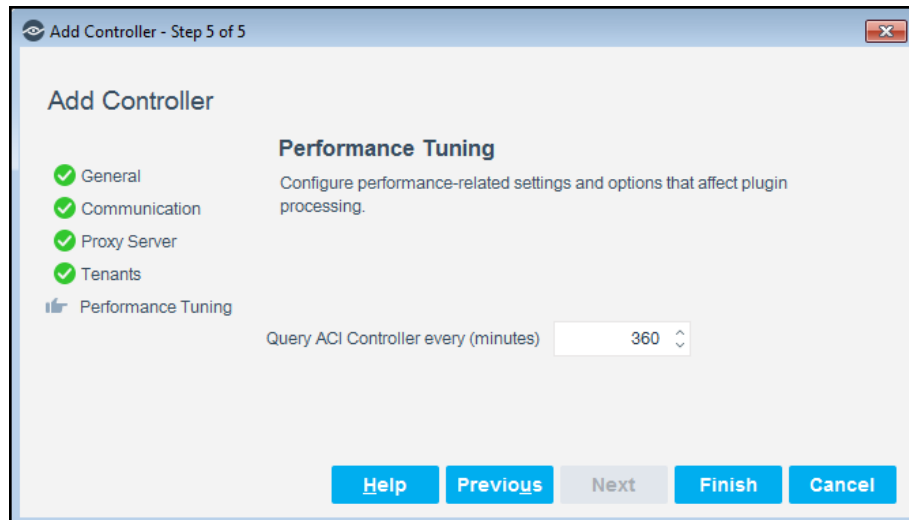 Add Controller - Step 5 of 5
Add Controller
General
Communication
Proxy Server
Tenants
Performance Tuning
Performance Tuning
Configure performance-related settings and options that affect plugin
processing.
Query ACI Controller every (minutes) 360
Help Previous Next Finish Cancel